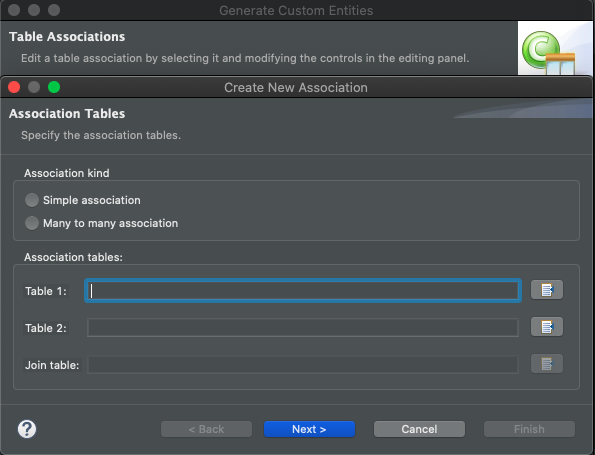 Generate Custom Entities
Table Associations
Edit a table association by selecting it and modifying the controls in the editing panel.
Create New Association
Association Tables
Specify the association tables.
Association kind
Simple association
Many to many association
Association tables:
Table 1:
Table 2:
Join table:
? < Back Next > Cancel Finish